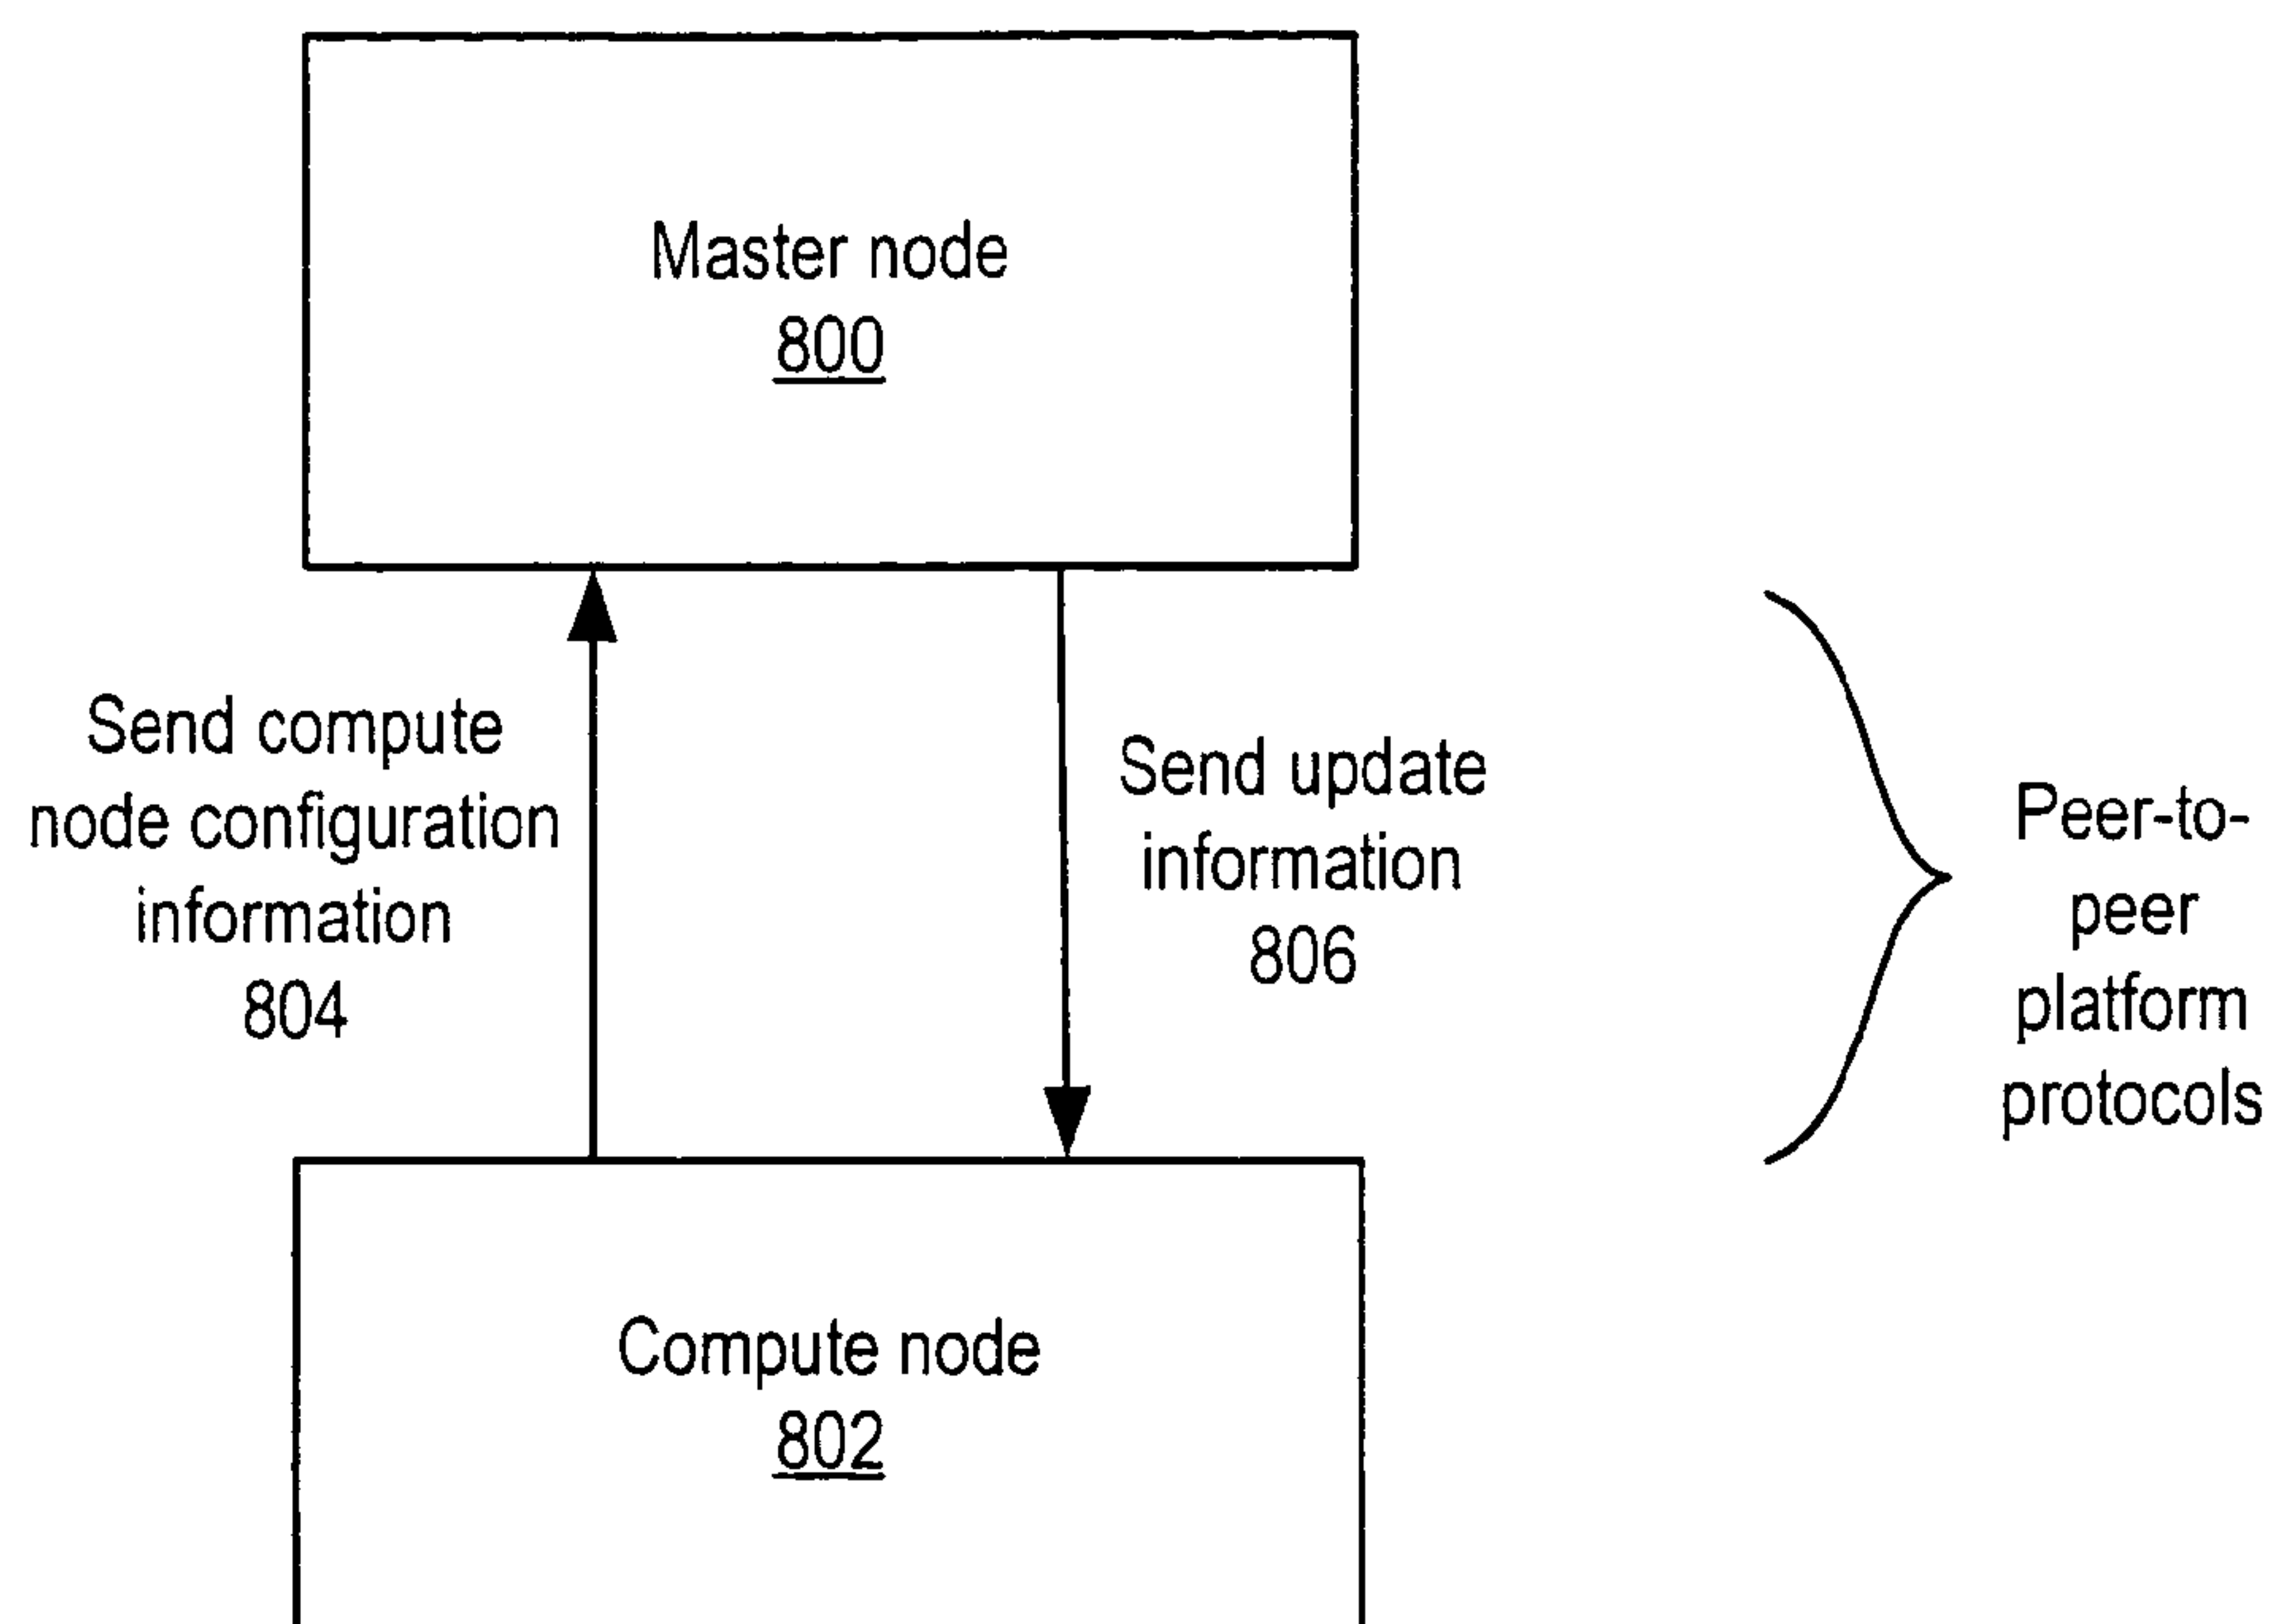 Master node
800
Send compute
node configuration
information
804
Send update
information
806
Peer-to-
peer
platform
protocols
Compute node
802